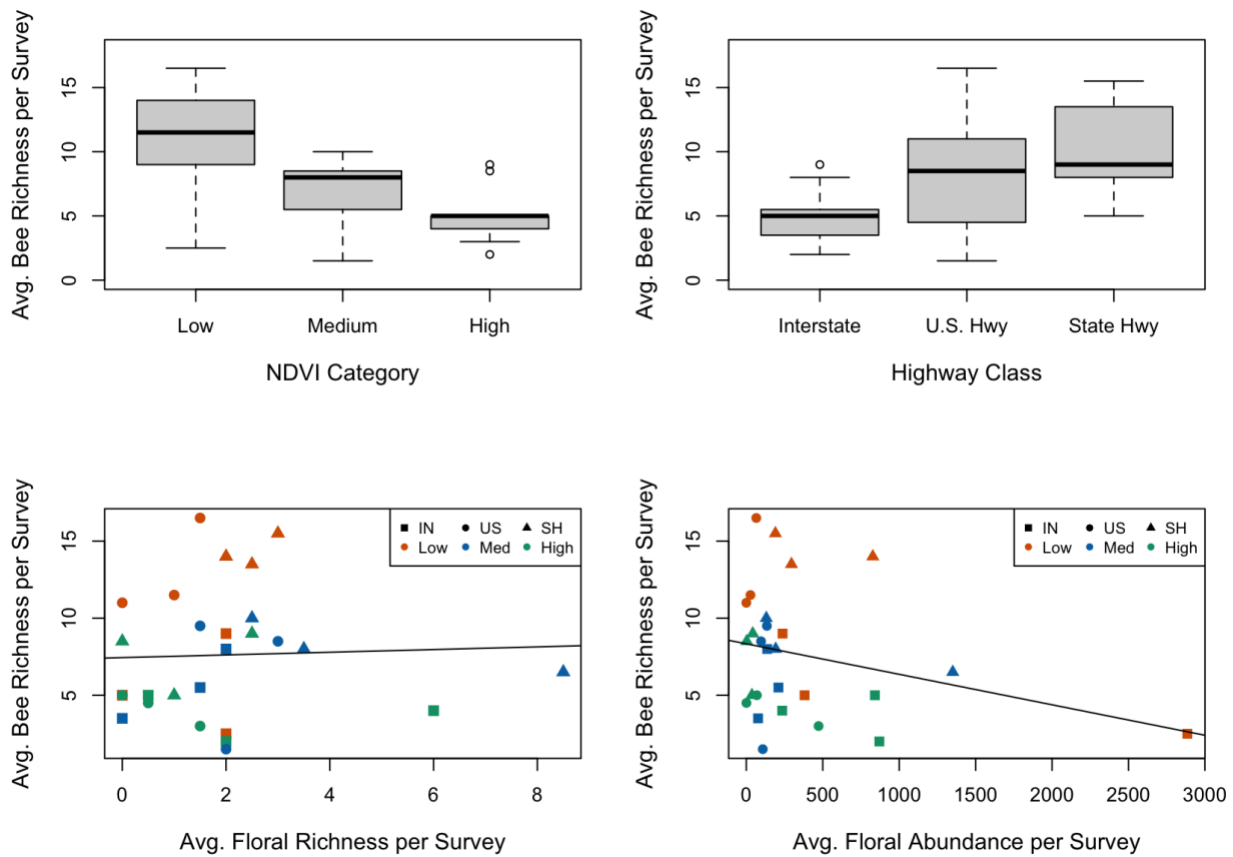 Avg. Bee Richness per Survey
15
10
5
0
Low Medium High
NDVI Category
Avg. Bee Richness per Survey
15
10
5
0
Interstate U.S. Hwy State Hwy
Highway Class
Avg. Bee Richness per Survey
15
10
5
IN US SH
Low Med High
0 2 4 6 8
Avg. Floral Richness per Survey
Avg. Bee Richness per Survey
15
10
5
IN US SH
Low Med High
0 500 1000 1500 2000 2500 3000
Avg. Floral Abundance per Survey